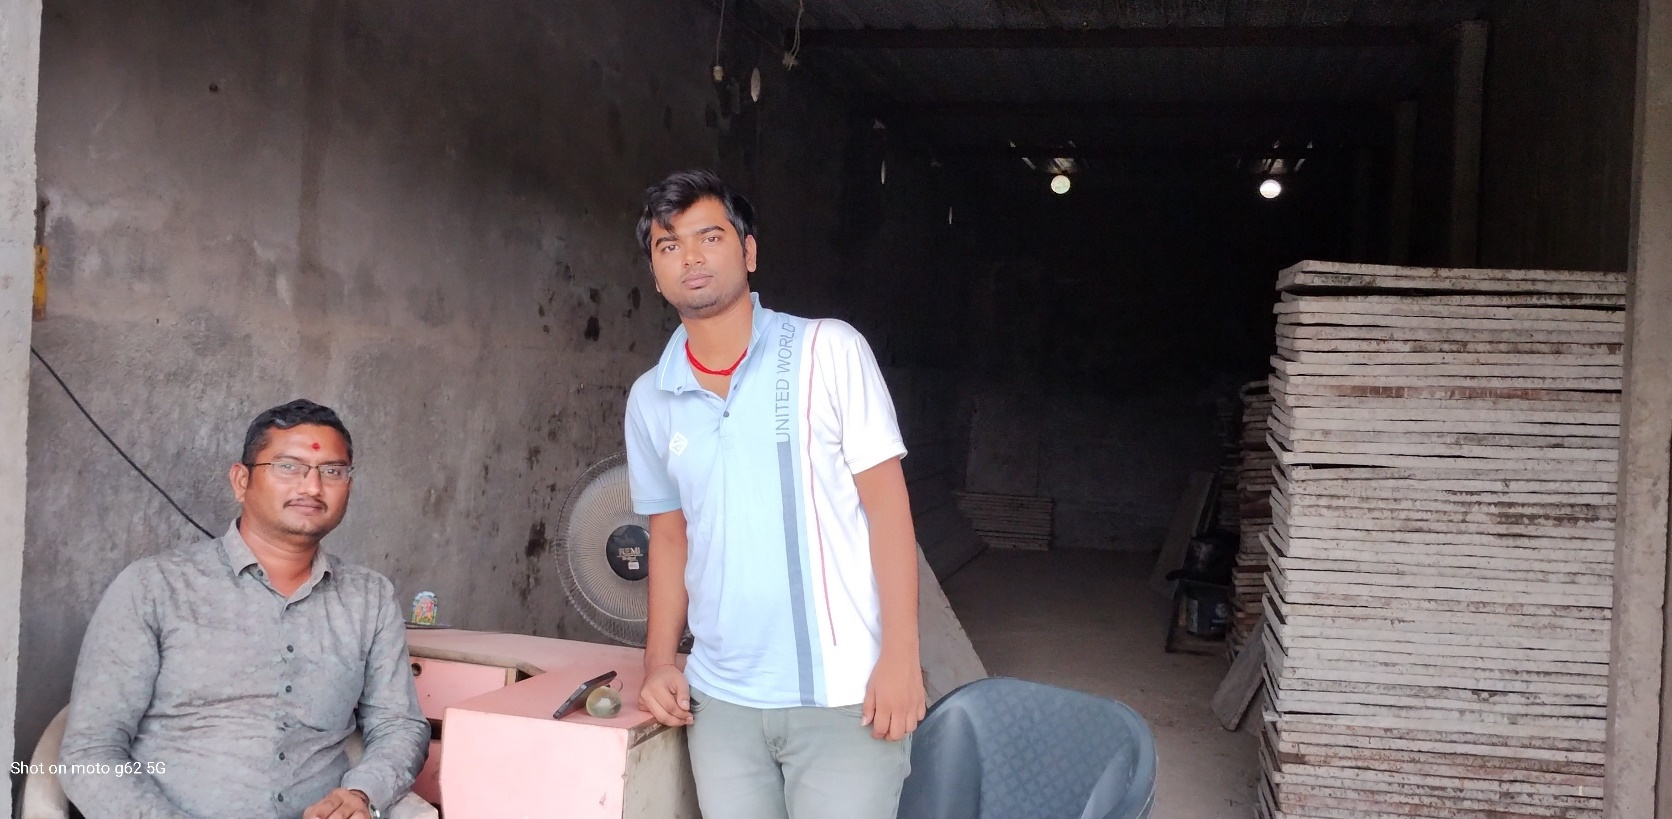 UNITED WORLD
REMI
Shot on moto g62 5G